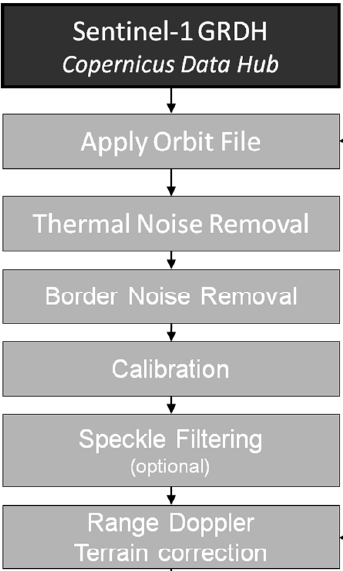 Sentinel-1 GRDH
Copernicus Data Hub
Apply Orbit File
Thermal Noise Removal
Border Noise Removal
Calibration
Speckle Filtering
(optional)
Range Doppler
Terrain correction